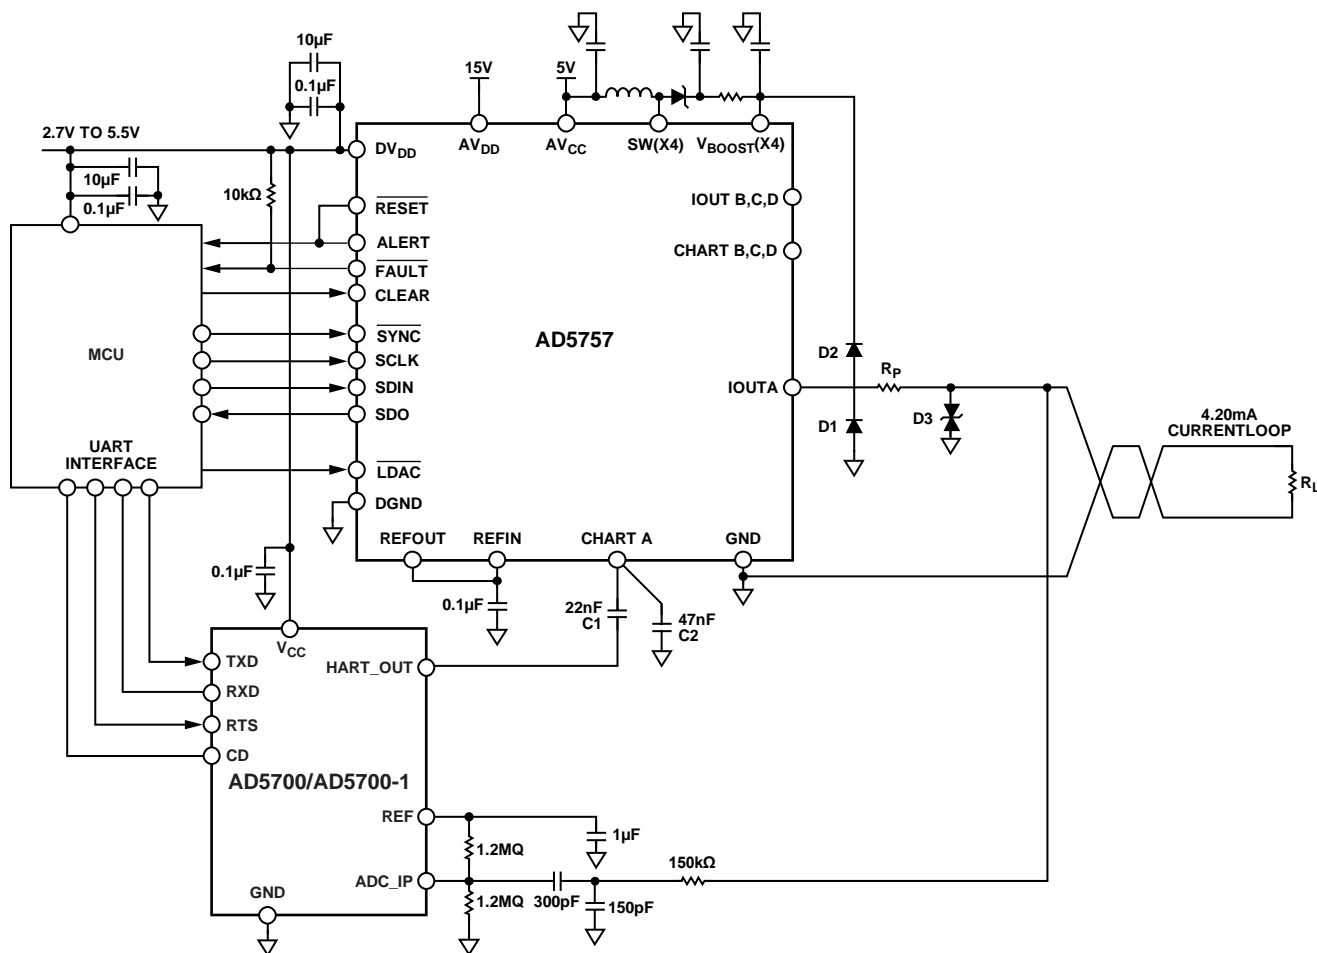 10µF
0.1µF
15V
5V
2.7V TO 5.5V
10µF
0.1µF
10kΩ
DVDD
AVDD
AVCC
SW(X4)
VBOOST(X4)
RESET
ALERT
FAULT
CLEAR
SYNC
SCLK
SDIN
SDO
LDAC
DGND
IOUT B,C,D
CHART B,C,D
AD5757
IOUTA
MCU
UART
INTERFACE
D2
RP
D1
D3
4.20mA
CURRENTLOOP
RL
REFOUT
REFIN
CHART A
GND
0.1µF
0.1µF
22nF
C1
47nF
C2
VCC
TXD
RXD
RTS
CD
HART_OUT
AD5700/AD5700-1
REF
ADC_IP
GND
1.2MQ
1.2MQ
1µF
300pF
150pF
150kΩ